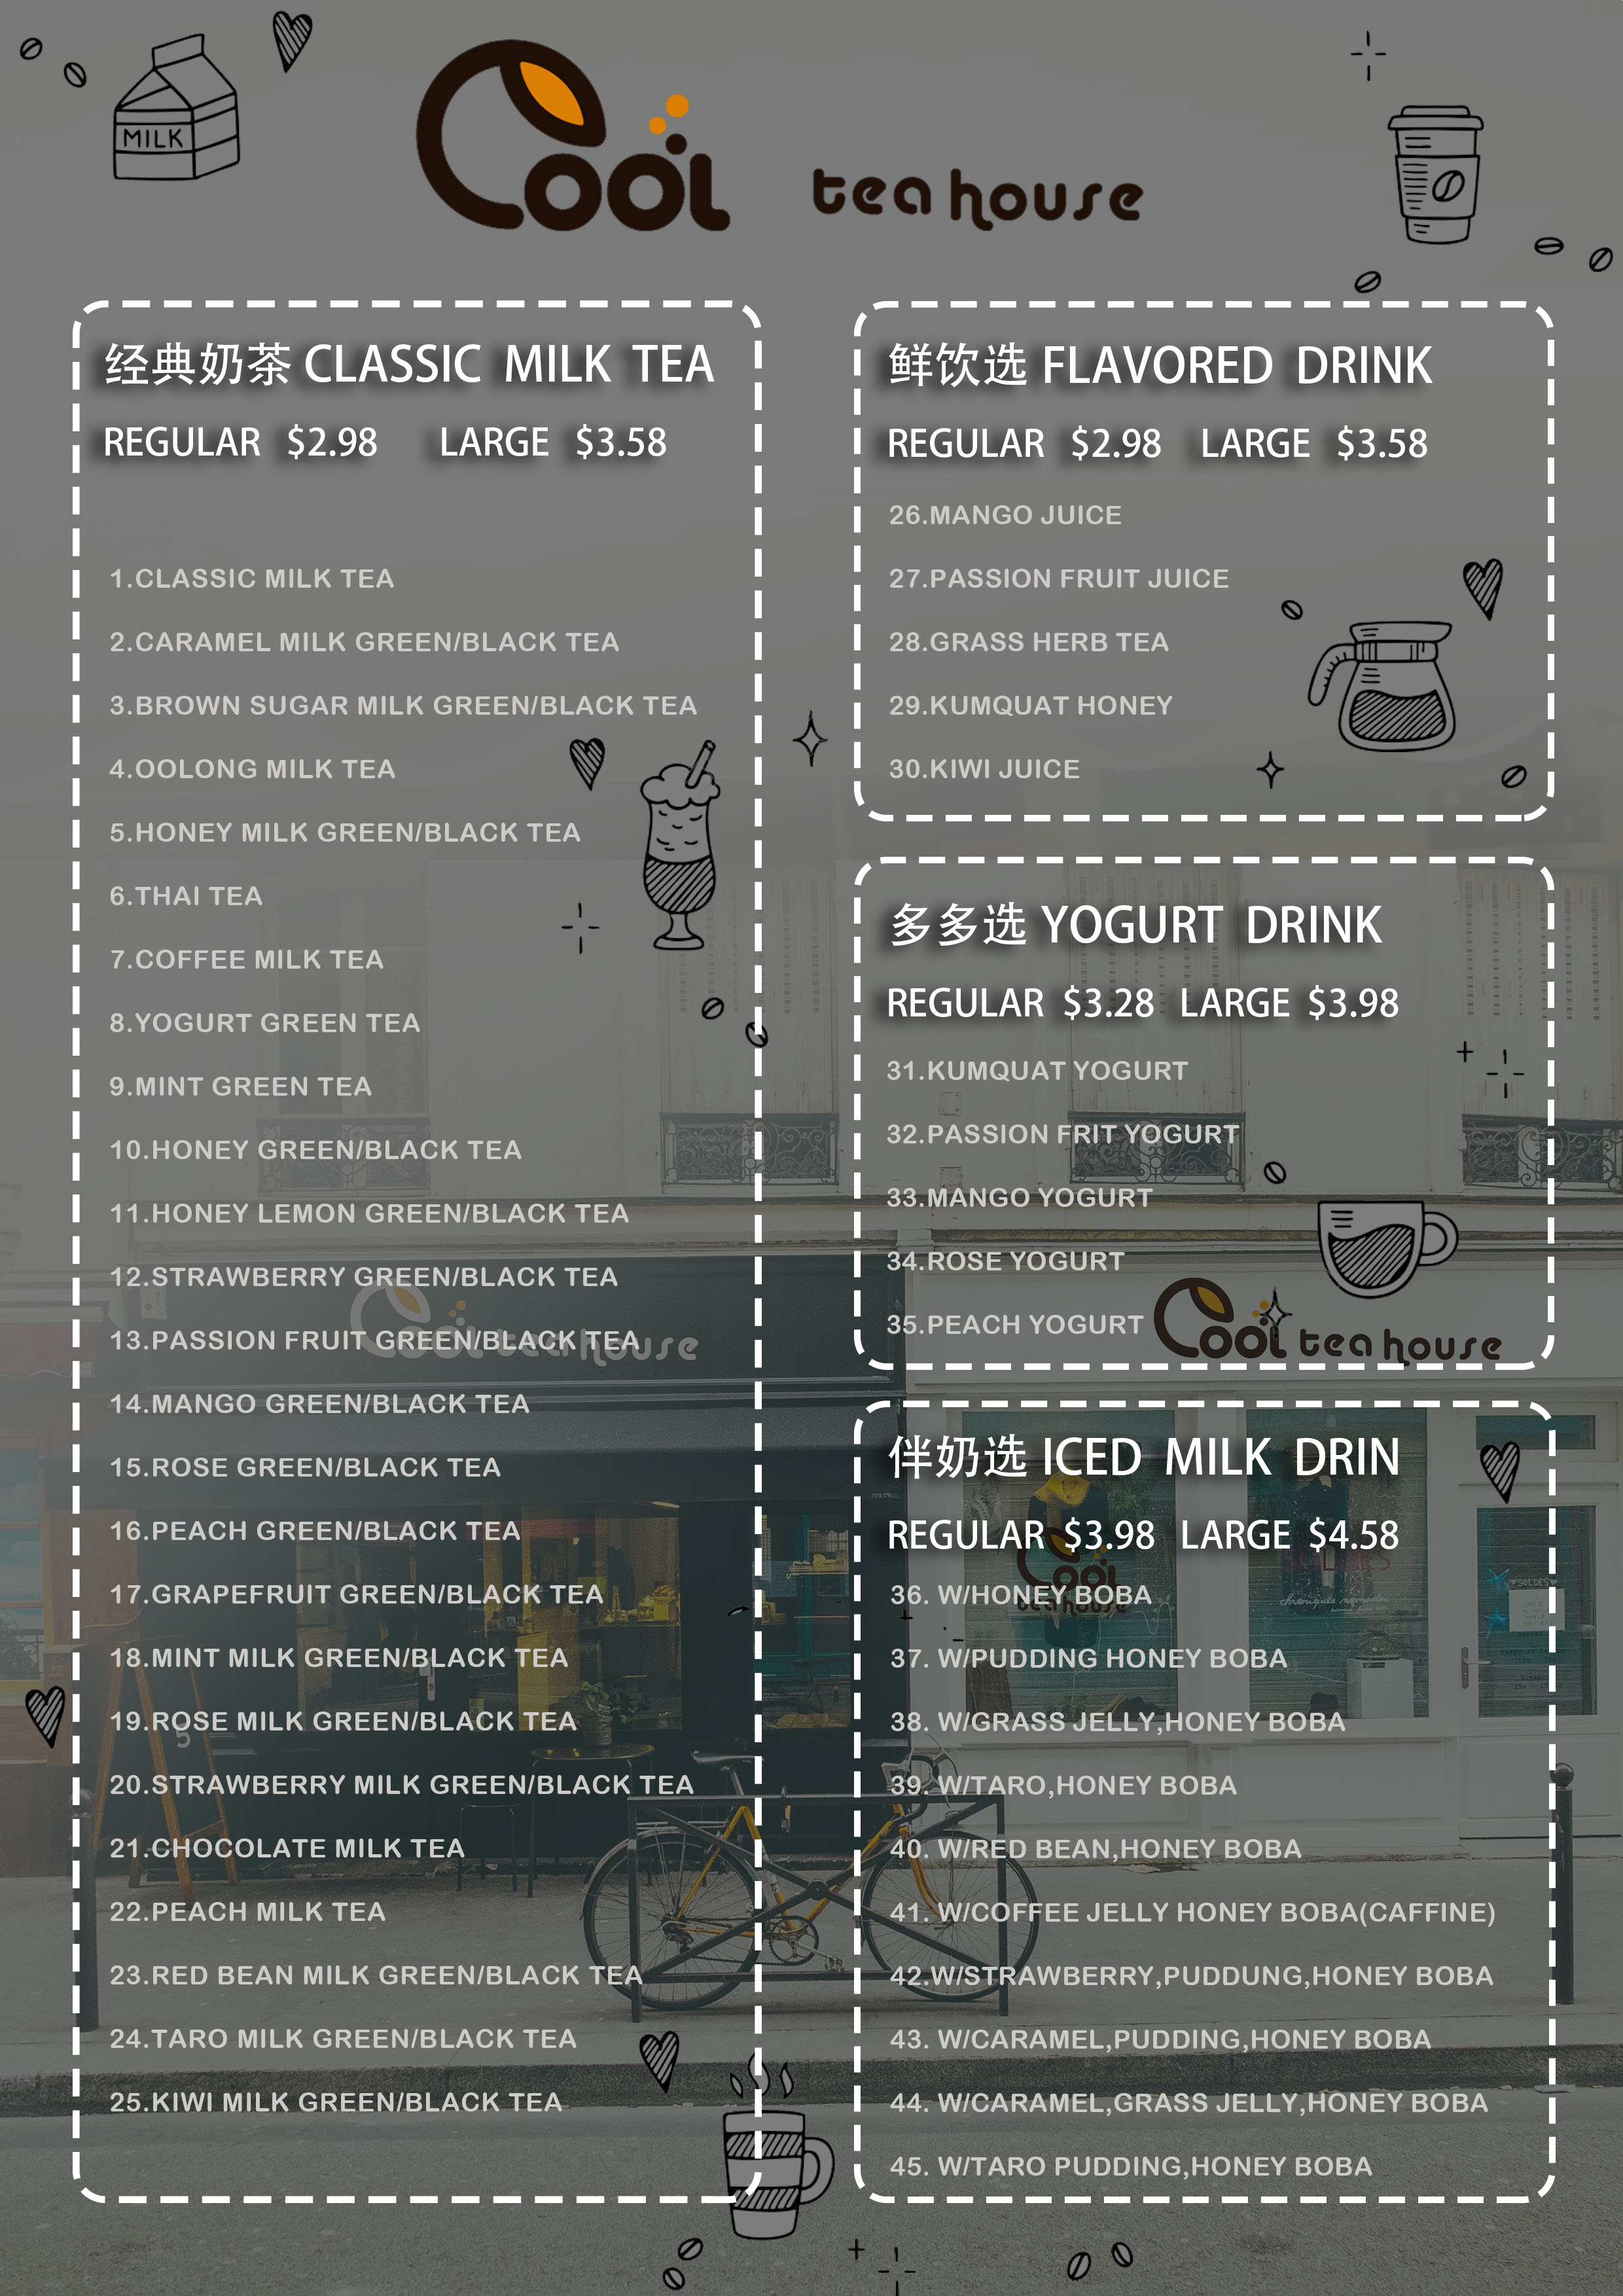 MILK
Cool tea house
经典奶茶 CLASSIC MILK TEA
REGULAR $2.98 LARGE $3.58
1.CLASSIC MILK TEA
2.CARAMEL MILK GREEN/BLACK TEA
3.BROWN SUGAR MILK GREEN/BLACK TEA
4.OOLONG MILK TEA
5.HONEY MILK GREEN/BLACK TEA
6.THAI TEA
7.COFFEE MILK TEA
8.YOGURT GREEN TEA
9.MINT GREEN TEA
10.HONEY GREEN/BLACK TEA
11.HONEY LEMON GREEN/BLACK TEA
12.STRAWBERRY GREEN/BLACK TEA
13.PASSION FRUIT GREEN/BLACK TEA
14.MANGO GREEN/BLACK TEA
15.ROSE GREEN/BLACK TEA
16.PEACH GREEN/BLACK TEA
17.GRAPEFRUIT GREEN/BLACK TEA
18.MINT MILK GREEN/BLACK TEA
19.ROSE MILK GREEN/BLACK TEA
20.STRAWBERRY MILK GREEN/BLACK TEA
21.CHOCOLATE MILK TEA
22.PEACH MILK TEA
23.RED BEAN MILK GREEN/BLACK TEA
24.TARO MILK GREEN/BLACK TEA
25.KIWI MILK GREEN/BLACK TEA
Cool tea house
5
鲜饮选 FLAVORED DRINK
REGULAR $2.98 LARGE $3.58
26.MANGO JUICE
27.PASSION FRUIT JUICE
28.GRASS HERB TEA
29.KUMQUAT HONEY
30.KIWI JUICE
多多选 YOGURT DRINK
REGULAR $3.28 LARGE $3.98
31.KUMQUAT YOGURT
32.PASSION FRIT YOGURT
33.MANGO YOGURT
34.ROSE YOGURT
35.PEACH YOGURT
Cool tea house
伴奶选 ICED MILK DRIN
REGULAR $3.98 LARGE $4.58
36. W/HONEY BOBA
37. W/PUDDING HONEY BOBA
38. W/GRASS JELLY,HONEY BOBA
39. W/TARO,HONEY BOBA
40. W/RED BEAN,HONEY BOBA
41. W/COFFEE JELLY HONEY BOBA(CAFFINE)
42.W/STRAWBERRY,PUDDUNG,HONEY BOBA
43. W/CARAMEL,PUDDING,HONEY BOBA
44. W/CARAMEL,GRASS JELLY,HONEY BOBA
45. W/TARO PUDDING,HONEY BOBA
Cool
tea house
SOLDES